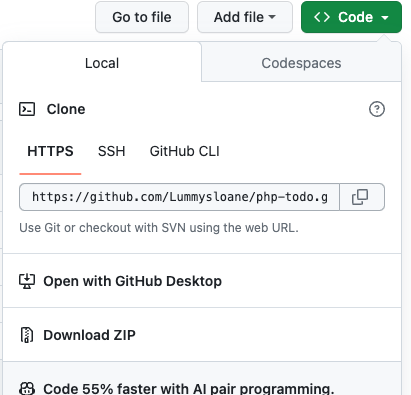 Go to file Add file <> Code
Local Codespaces
Clone
HTTPS SSH GitHub CLI
https://github.com/Lummysloane/php-todo.g
Use Git or checkout with SVN using the web URL.
Open with GitHub Desktop
Download ZIP
Code 55% faster with AI pair programming.